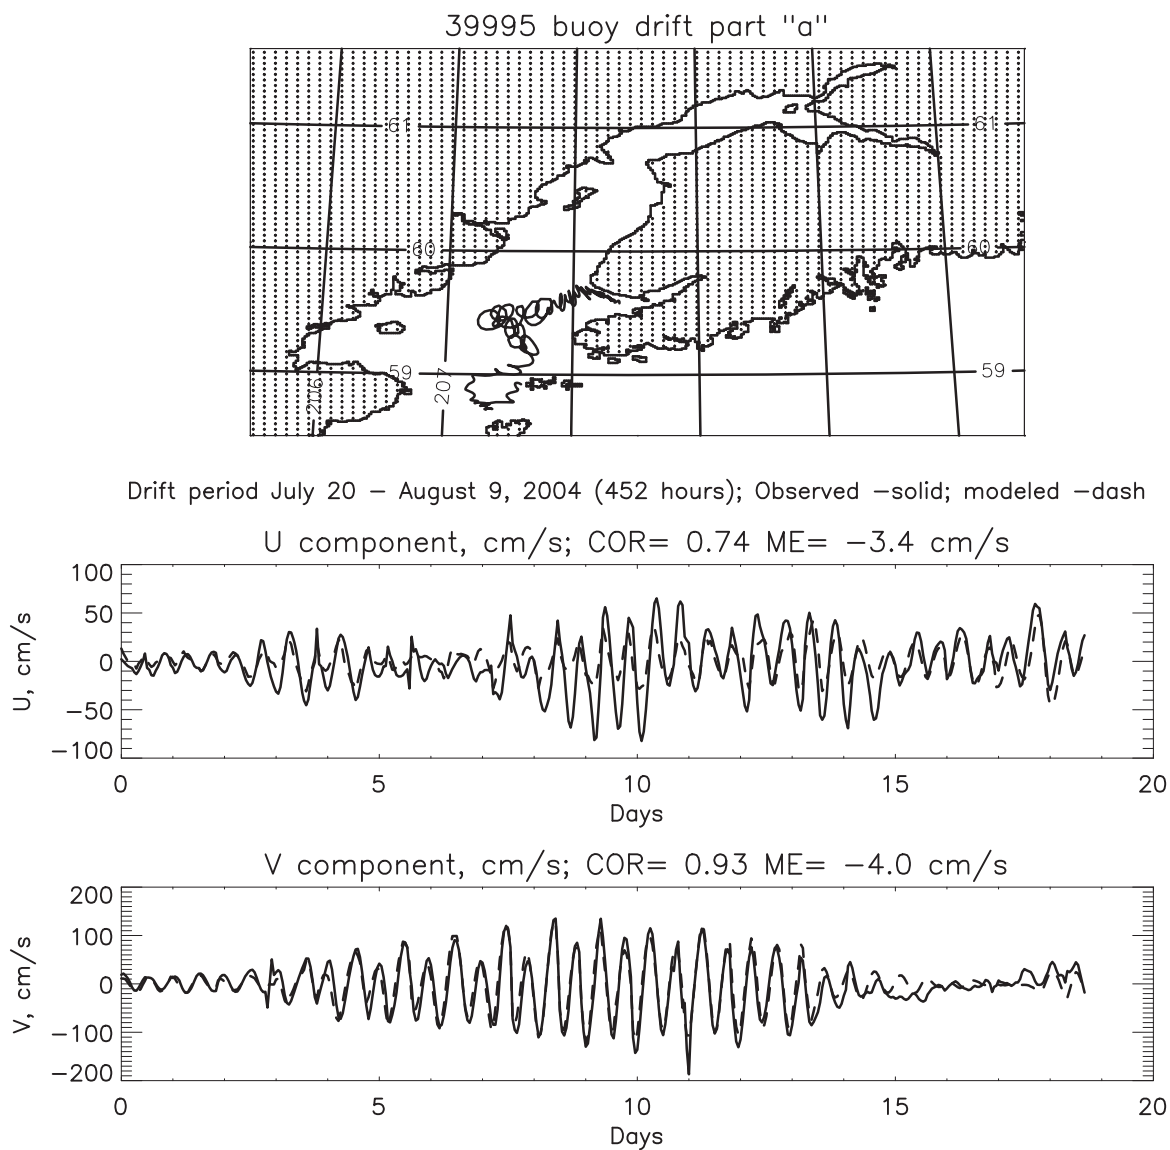 39995 buoy drift part "a"
61 61
60 60
59 59
206 207
Drift period July 20 – August 9, 2004 (452 hours); Observed –solid; modeled –dash
U component, cm/s; COR= 0.74 ME= –3.4 cm/s
100
50
0
–50
–100
U, cm/s
0 5 10 15 20
Days
V component, cm/s; COR= 0.93 ME= –4.0 cm/s
200
100
0
–100
–200
V, cm/s
0 5 10 15 20
Days